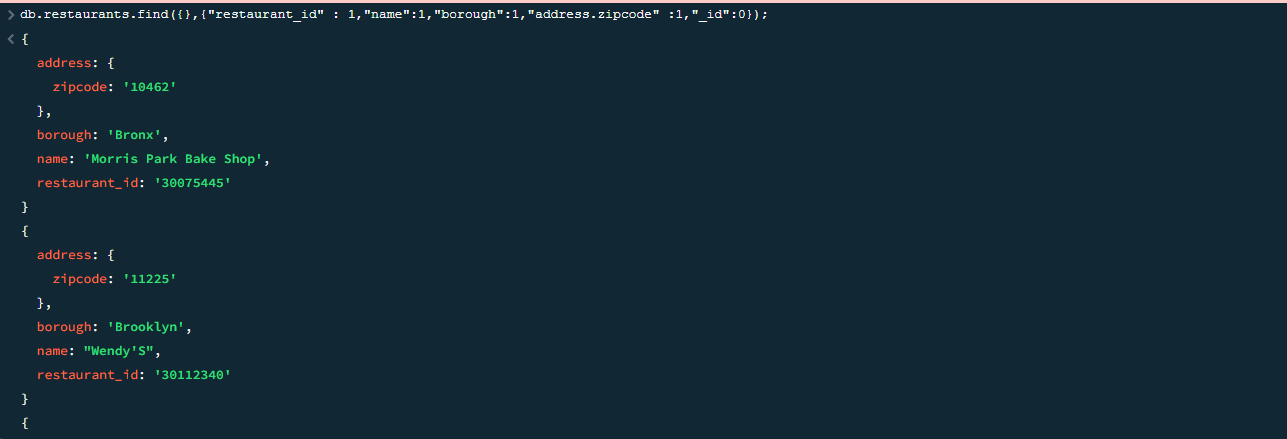 > db.restaurants.find({},{"restaurant_id" : 1,"name":1,"borough":1,"address.zipcode" :1,"_id":0});
< {
address: {
zipcode: '10462'
},
borough: 'Bronx',
name: 'Morris Park Bake Shop',
restaurant_id: '30075445'
}
{
address: {
zipcode: '11225'
},
borough: 'Brooklyn',
name: "Wendy'S",
restaurant_id: '30112340'
}
{